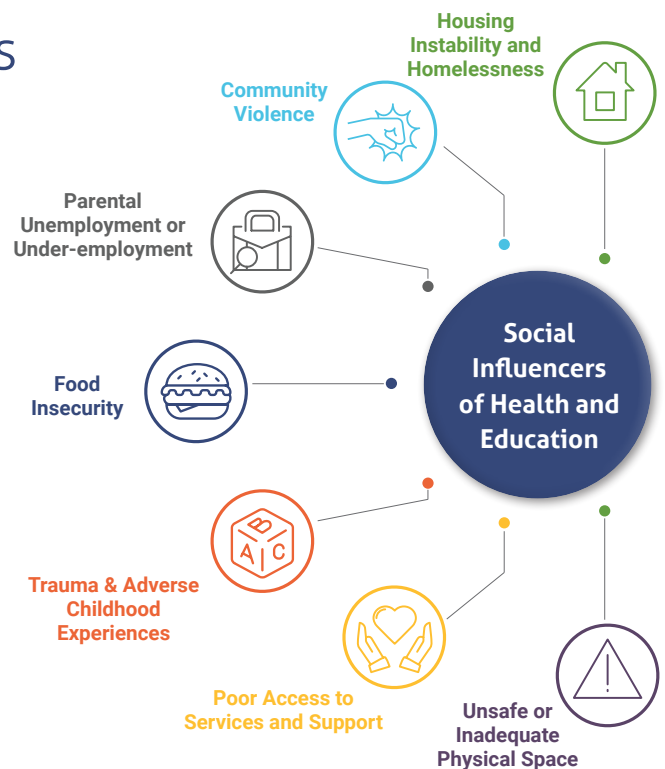 s
Housing
Instability and
Homelessness
Community
Violence
Parental
Unemployment or
Under-employment
Food
Insecurity
Social
Influencers
of Health and
Education
B
A C
Trauma & Adverse
Childhood
Experiences
Poor Access to
Services and Support
Unsafe or
Inadequate
Physical Space